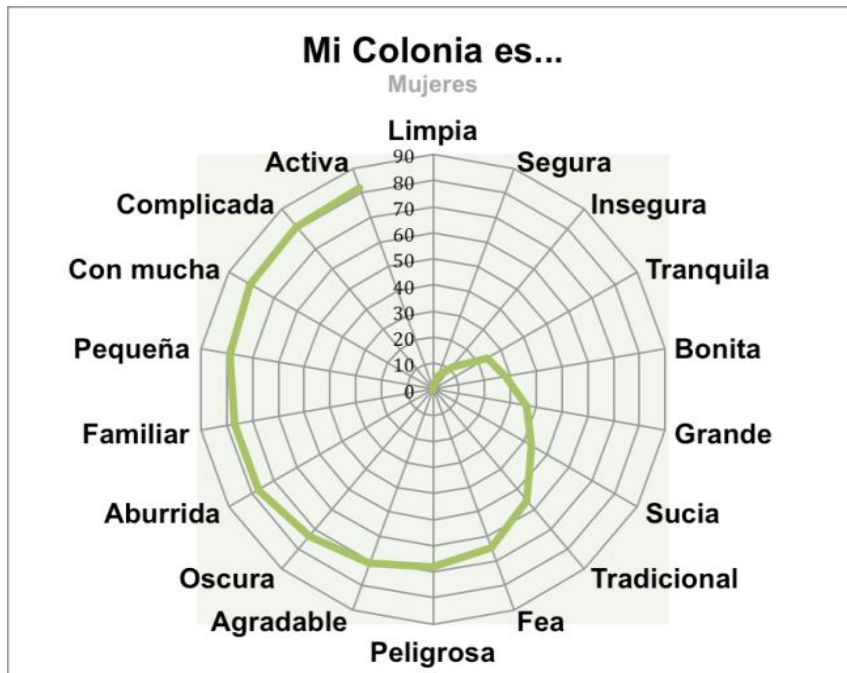 Mi Colonia es...
Mujeres
Limpia
Segura
Insegura
Tranquila
Bonita
Grande
Sucia
Tradicional
Fea
Peligrosa
Agradable
Oscura
Aburrida
Familiar
Pequeña
Con mucha
Complicada
Activa
90
80
70
60
50
40
30
20
10
0